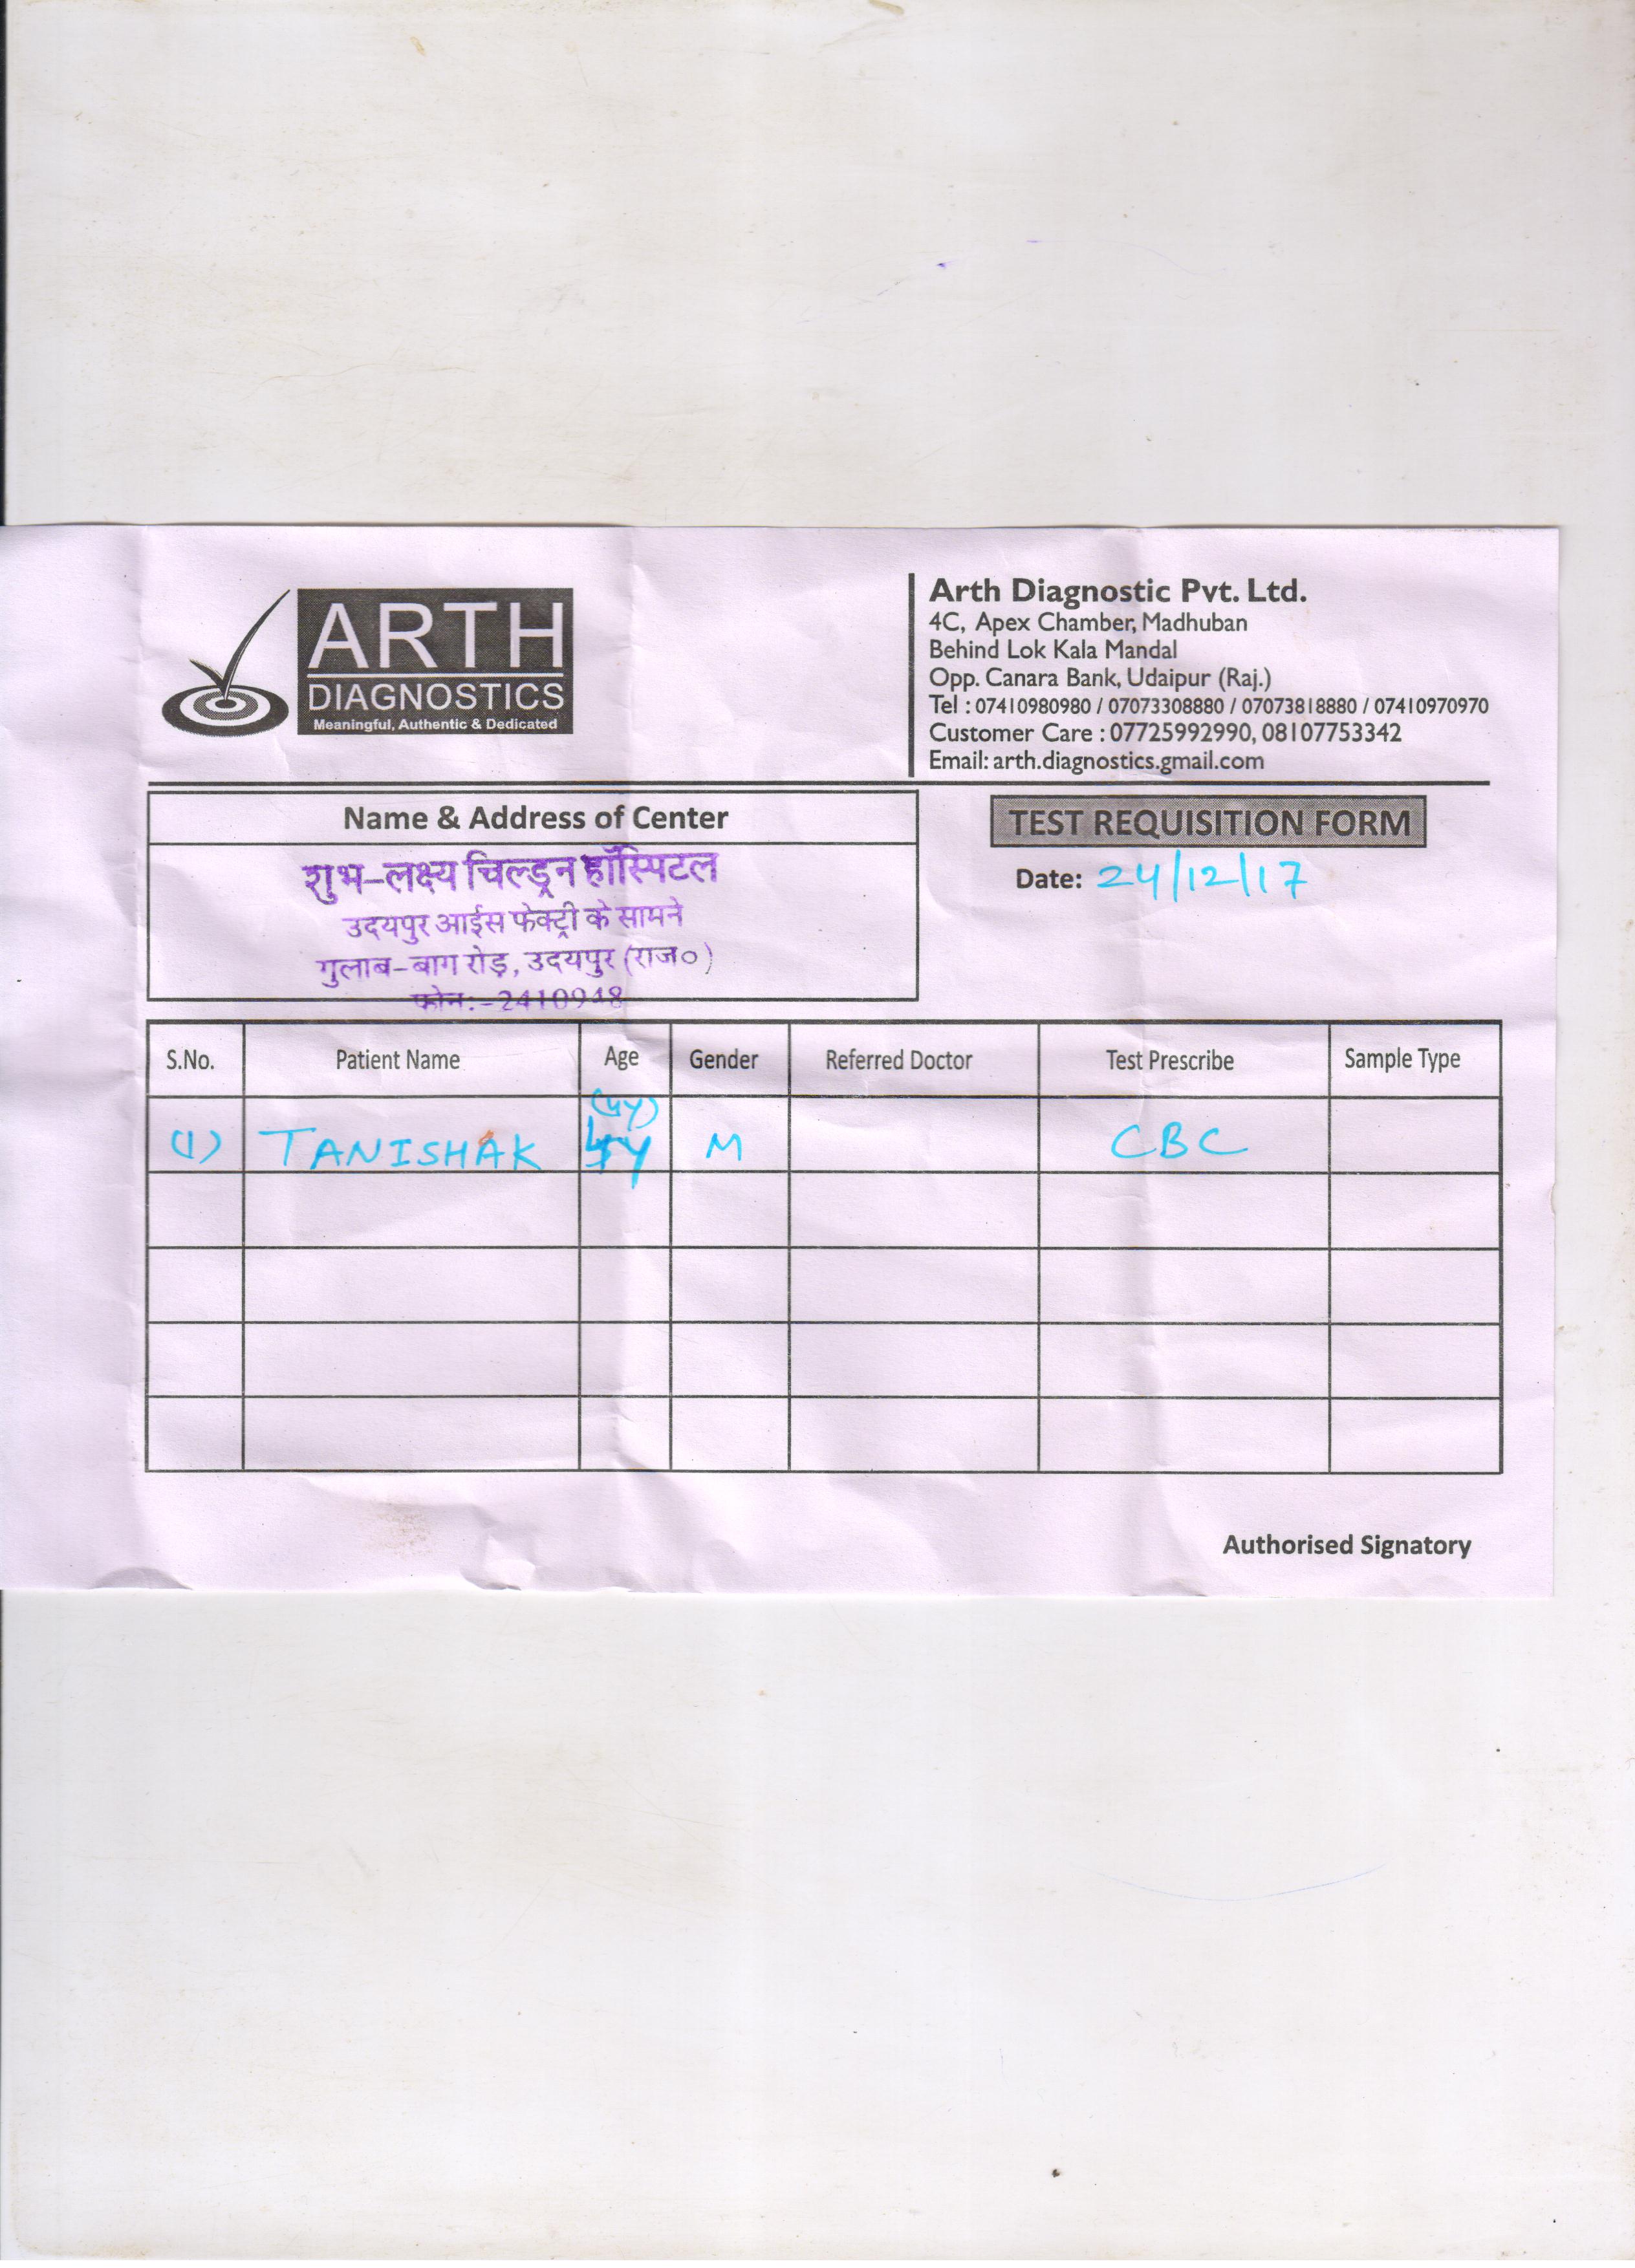 ARTH
DIAGNOSTICS
Meaningful, Authentic & Dedicated
Arth Diagnostic Pvt. Ltd.
4C, Apex Chamber, Madhuban
Behind Lok Kala Mandal
Opp. Canara Bank, Udaipur (Raj.)
Tel : 07410980980 / 07073308880 / 07073818880 / 07410970970
Customer Care : 07725992990, 08107753342
Email: arth.diagnostics.gmail.com
Name & Address of Center
शुभ-लक्ष्य चिल्ड्रन हॉस्पिटल
उदयपुर आईस फेक्ट्री के सामने
गुलाब-बाग रोड़, उदयपुर (राज०)
फोन:-2410948
TEST REQUISITION FORM
Date: 24/12/17
S.No. Patient Name Age Gender Referred Doctor Test Prescribe Sample Type
(4Y)
(1) TANISHAK M CBC
Authorised Signatory